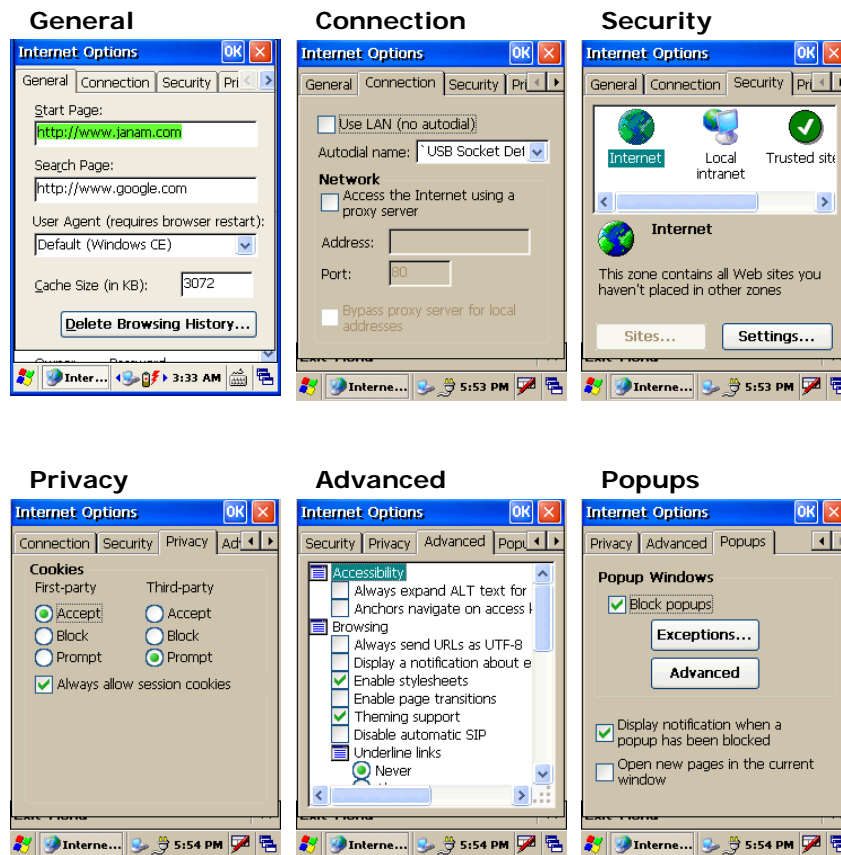 General
Internet Options OK
General Connection Security Pri
Start Page:
http://www.janam.com
Search Page:
http://www.google.com
User Agent (requires browser restart):
Default (Windows CE)
Cache Size (in KB): 3072
Delete Browsing History...
Inter... 3:33 AM
Connection
Internet Options OK
General Connection Security Pri
Use LAN (no autodial)
Autodial name: `USB Socket Def
Network
Access the Internet using a
proxy server
Address:
Port: 80
Bypass proxy server for local
addresses
Interne... 5:53 PM
Security
Internet Options OK
General Connection Security Pri
Internet Local Trusted site
intranet
Internet
This zone contains all Web sites you
haven't placed in other zones
Sites... Settings...
Interne... 5:53 PM
Privacy
Internet Options OK
Connection Security Privacy Ad
Cookies
First-party Third-party
Accept Accept
Block Block
Prompt Prompt
Always allow session cookies
Interne... 5:54 PM
Advanced
Internet Options OK
Security Privacy Advanced Popu
Accessibility
Always expand ALT text for
Anchors navigate on access k
Browsing
Always send URLs as UTF-8
Display a notification about e
Enable stylesheets
Enable page transitions
Theming support
Disable automatic SIP
Underline links
Never
Interne... 5:54 PM
Popups
Internet Options OK
Privacy Advanced Popups
Popup Windows
Block popups
Exceptions...
Advanced
Display notification when a
popup has been blocked
Open new pages in the current
window
Interne... 5:54 PM